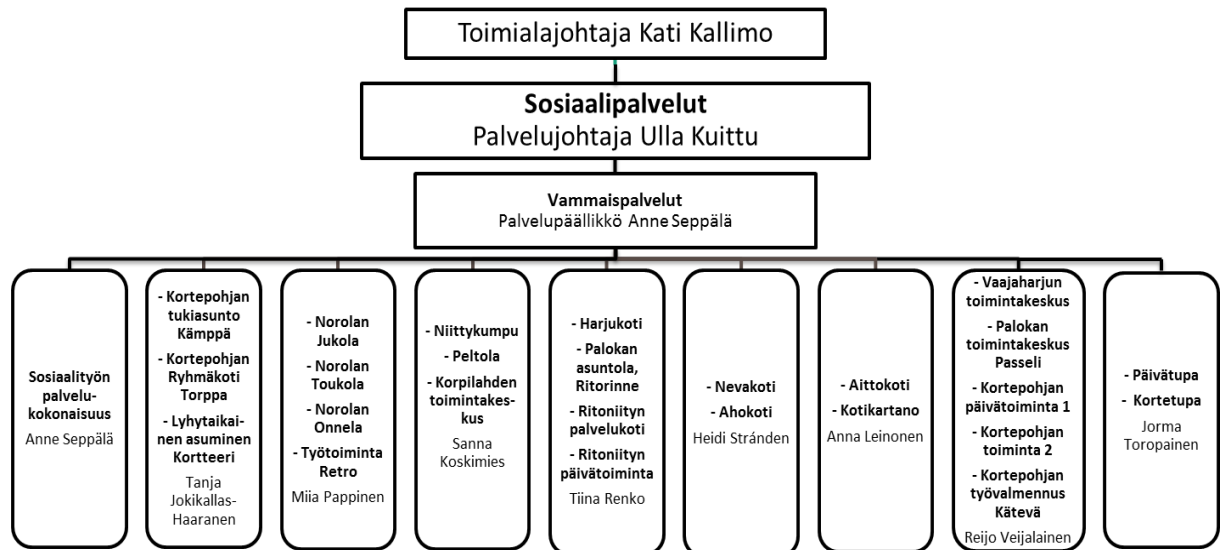 Toimialajohtaja Kati Kallimo
Sosiaalipalvelut
Palvelujohtaja Ulla Kuittu
Vammaispalvelut
Palvelupäällikkö Anne Seppälä
Sosiaalityön
palvelu-
kokonaisuus
Anne Seppälä
- Kortepohjan
tukiasunto
Kämppä
- Kortepohjan
Ryhmäkoti
Torppa
- Lyhytaikai-
nen asuminen
Kortteeri
Tanja
Jokikallas-
Haaranen
- Norolan
Jukola
- Norolan
Toukola
- Norolan
Onnela
- Työtoiminta
Retro
Miia Pappinen
- Niittykumpu
- Peltola
- Korpilahden
toimintakes-
kus
Sanna
Koskimies
- Harjukoti
- Palokan
asuntola,
Ritorinne
- Ritoniityn
palvelukoti
- Ritoniityn
päivätoiminta
Tiina Renko
- Nevakoti
- Ahokoti
Heidi Stránden
- Aittokoti
- Kotikartano
Anna Leinonen
- Vaajaharjun
toimintakeskus
- Palokan
toimintakeskus
Passeli
- Kortepohjan
päivätoiminta 1
- Kortepohjan
toiminta 2
- Kortepohjan
työvalmennus
Kätevä
Reijo Veijalainen
- Päivätupa
- Kortetupa
Jorma
Toropainen